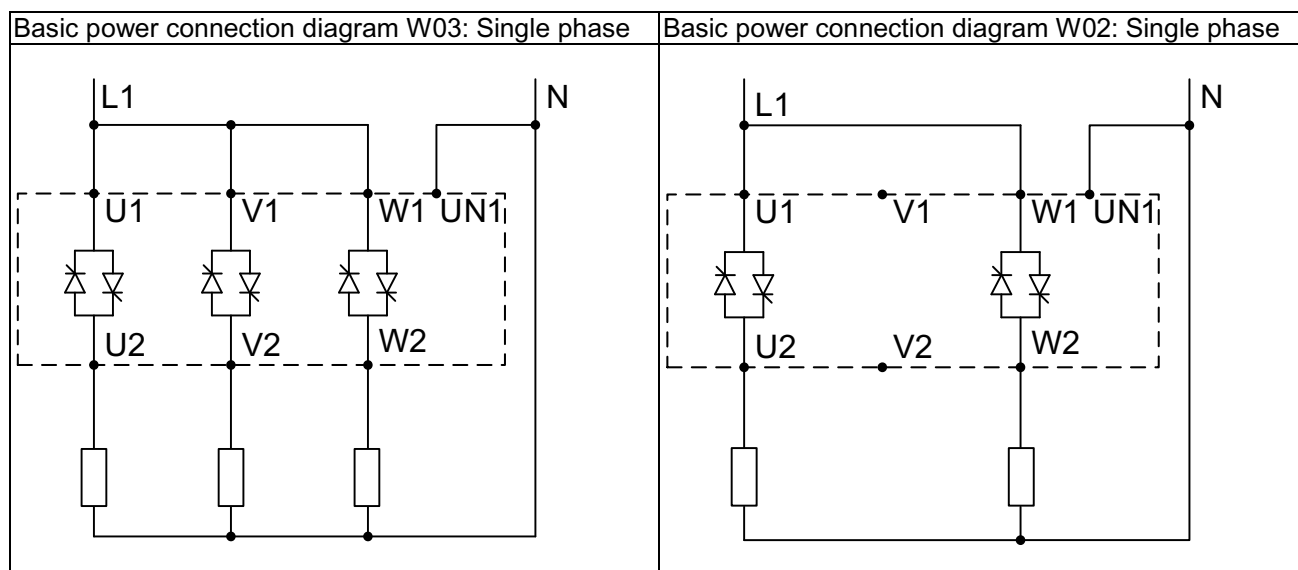 Basic power connection diagram W03: Single phase
L1
N
U1
V1
W1
UN1
U2
V2
W2
Basic power connection diagram W02: Single phase
L1
N
U1
V1
W1
UN1
U2
V2
W2